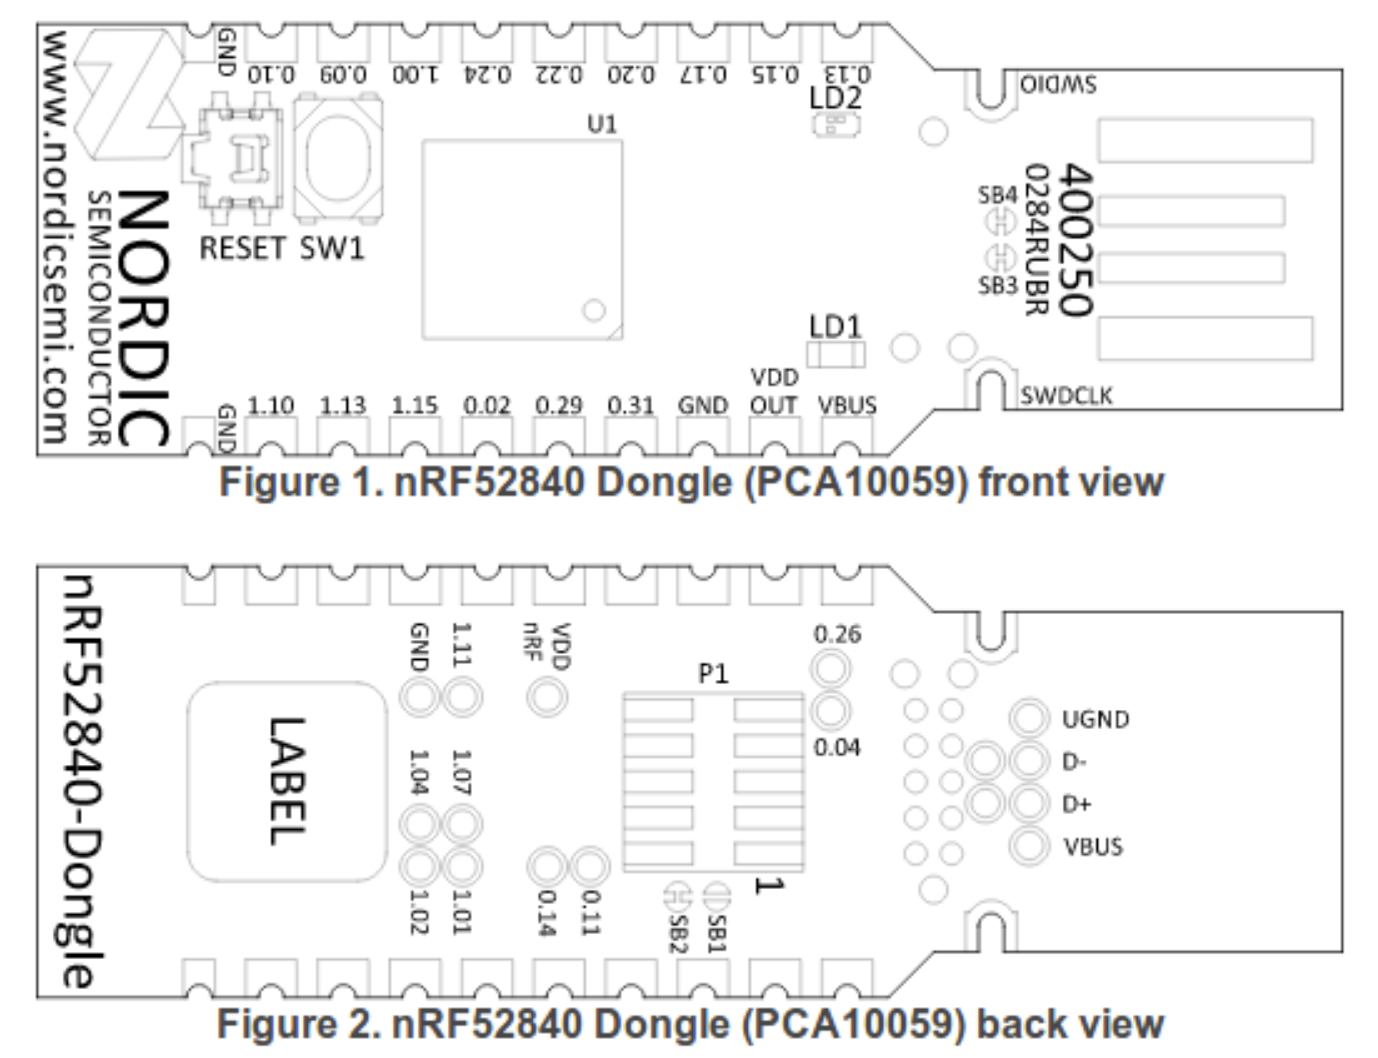 www.nordicsemi.com
NORDIC
SEMICONDUCTOR
GND
0.10
0.09
1.00
0.24
0.22
0.20
0.17
0.15
0.13
SWDIO
LD2
U1
RESET
SW1
SB4
SB3
0284RUBR
400250
LD1
GND
1.10
1.13
1.15
0.02
0.29
0.31
GND
VDD
OUT
VBUS
SWDCLK
Figure 1. nRF52840 Dongle (PCA10059) front view
nRF52840-Dongle
LABEL
GND
1.11
VDD
nRF
P1
0.26
0.04
1.04
1.07
1.02
1.01
0.14
0.11
1
SB2
SB1
UGND
D-
D+
VBUS
Figure 2. nRF52840 Dongle (PCA10059) back view